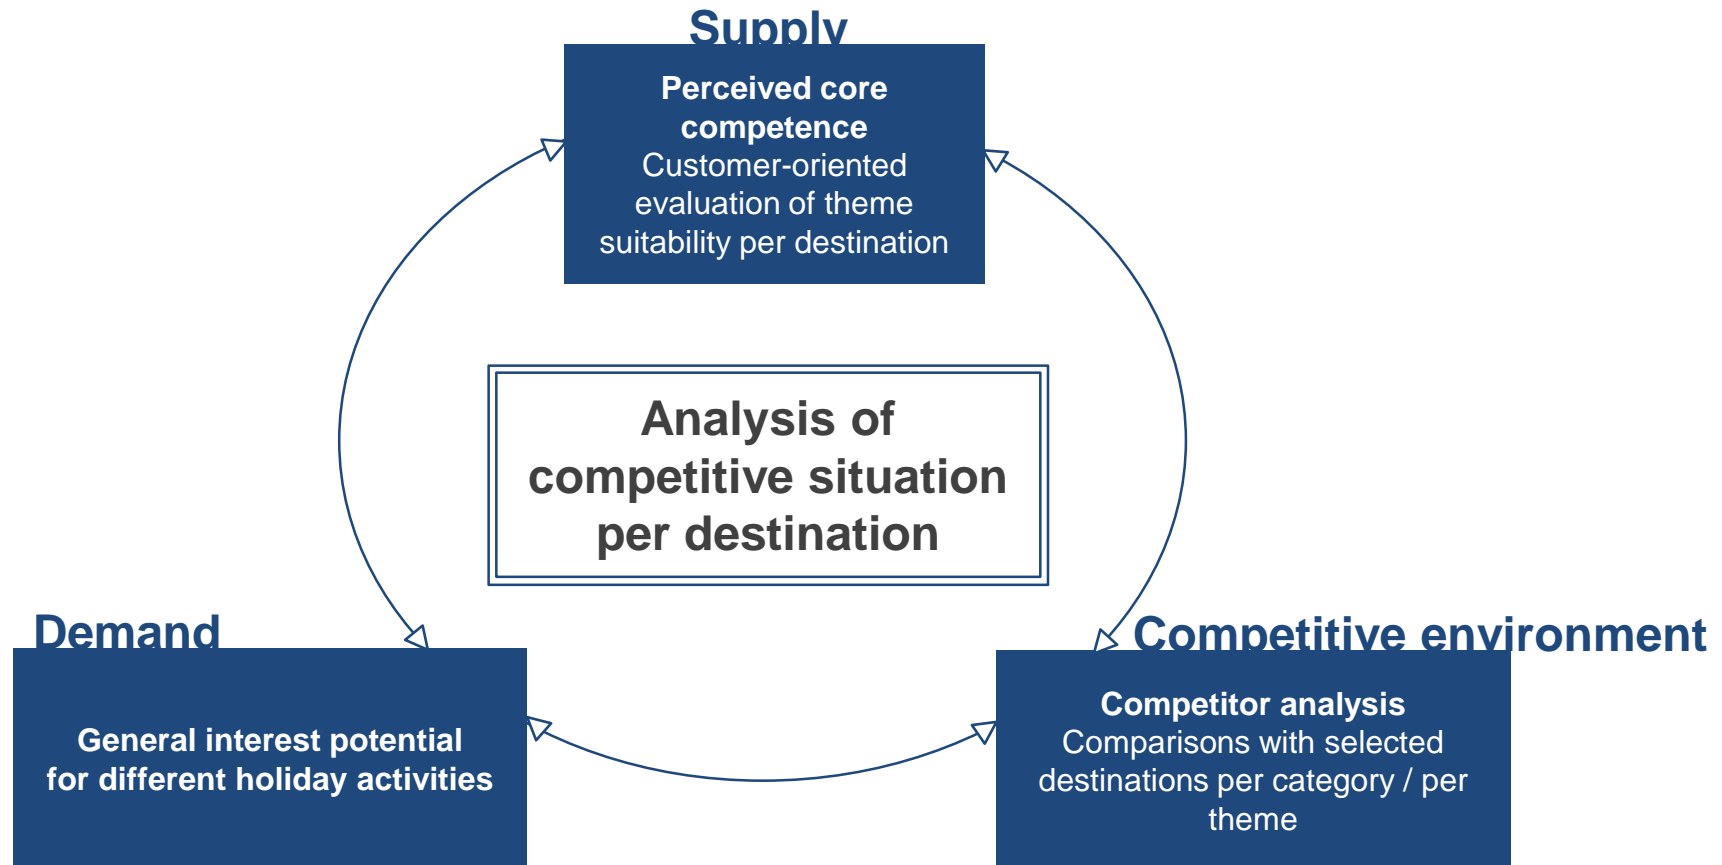 Supply
Perceived core
competence
Customer-oriented
evaluation of theme
suitability per destination
Analysis of
competitive situation
per destination
Demand
General interest potential
for different holiday activities
Competitive environment
Competitor analysis
Comparisons with selected
destinations per category / per
theme